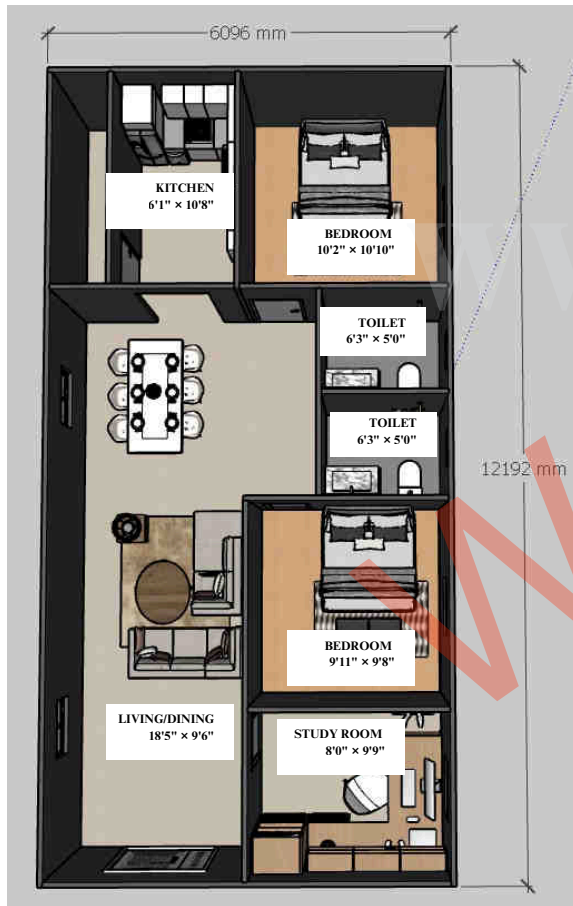 6096 mm
KITCHEN
6'1" × 10'8"
BEDROOM
10'2" × 10'10"
TOILET
6'3" × 5'0"
TOILET
6'3" × 5'0"
12192 mm
BEDROOM
9'11" × 9'8"
LIVING/DINING
18'5" × 9'6"
STUDY ROOM
8'0" × 9'9"